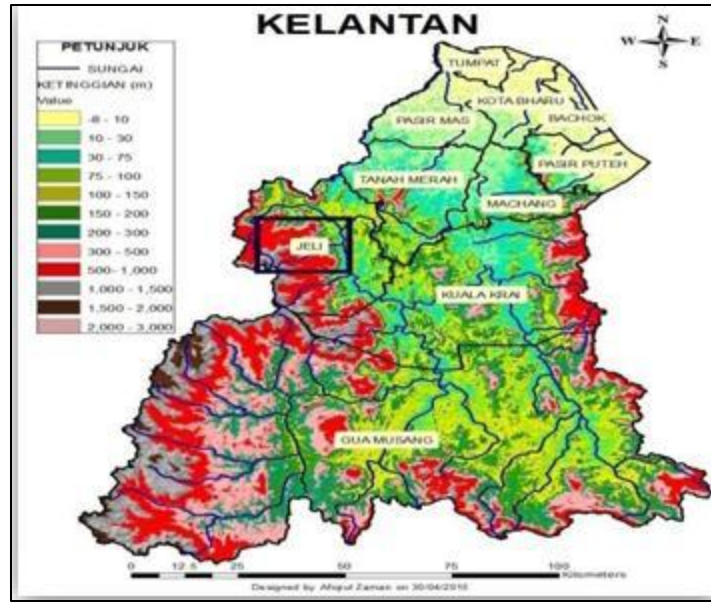 KELANTAN
N
W E
S
PETUNJUK
SUNGAI
KETINGGIAN (m)
Value
-8 - 10
10 - 30
30 - 75
75 - 100
100 - 150
150 - 200
200 - 300
300 - 500
500 - 1,000
1,000 - 1,500
1,500 - 2,000
2,000 - 3,000
TUMPAT
KOTA BHARU
PASIR MAS
BACHOK
PASIR PUTEH
TANAH MERAH
MACHANG
JELI
KUALA KRAI
GUA MUSANG
0 12.5 25 50 75 100
Kilometers
Designed by Afiqul Zaman on 30/04/2015